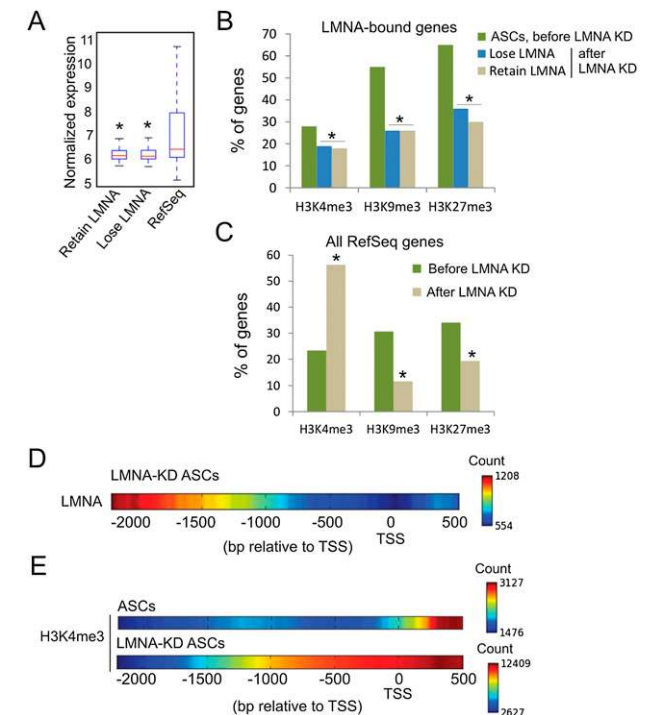 A
Normalized expression
11
10
9
8
7
6
5
*
*
Retain LMNA
Lose LMNA
RefSeq
B
LMNA-bound genes
% of genes
70
60
50
40
30
20
10
0
ASCs, before LMNA KD
Lose LMNA
Retain LMNA
after
LMNA KD
*
*
*
H3K4me3
H3K9me3
H3K27me3
C
All RefSeq genes
% of genes
60
50
40
30
20
10
0
Before LMNA KD
After LMNA KD
*
*
*
H3K4me3
H3K9me3
H3K27me3
D
LMNA-KD ASCs
LMNA
-2000 -1500 -1000 -500 0 500
TSS
(bp relative to TSS)
Count
1208
554
E
H3K4me3
ASCs
Count
3127
1476
LMNA-KD ASCs
Count
12409
2627
-2000 -1500 -1000 -500 0 500
TSS
(bp relative to TSS)